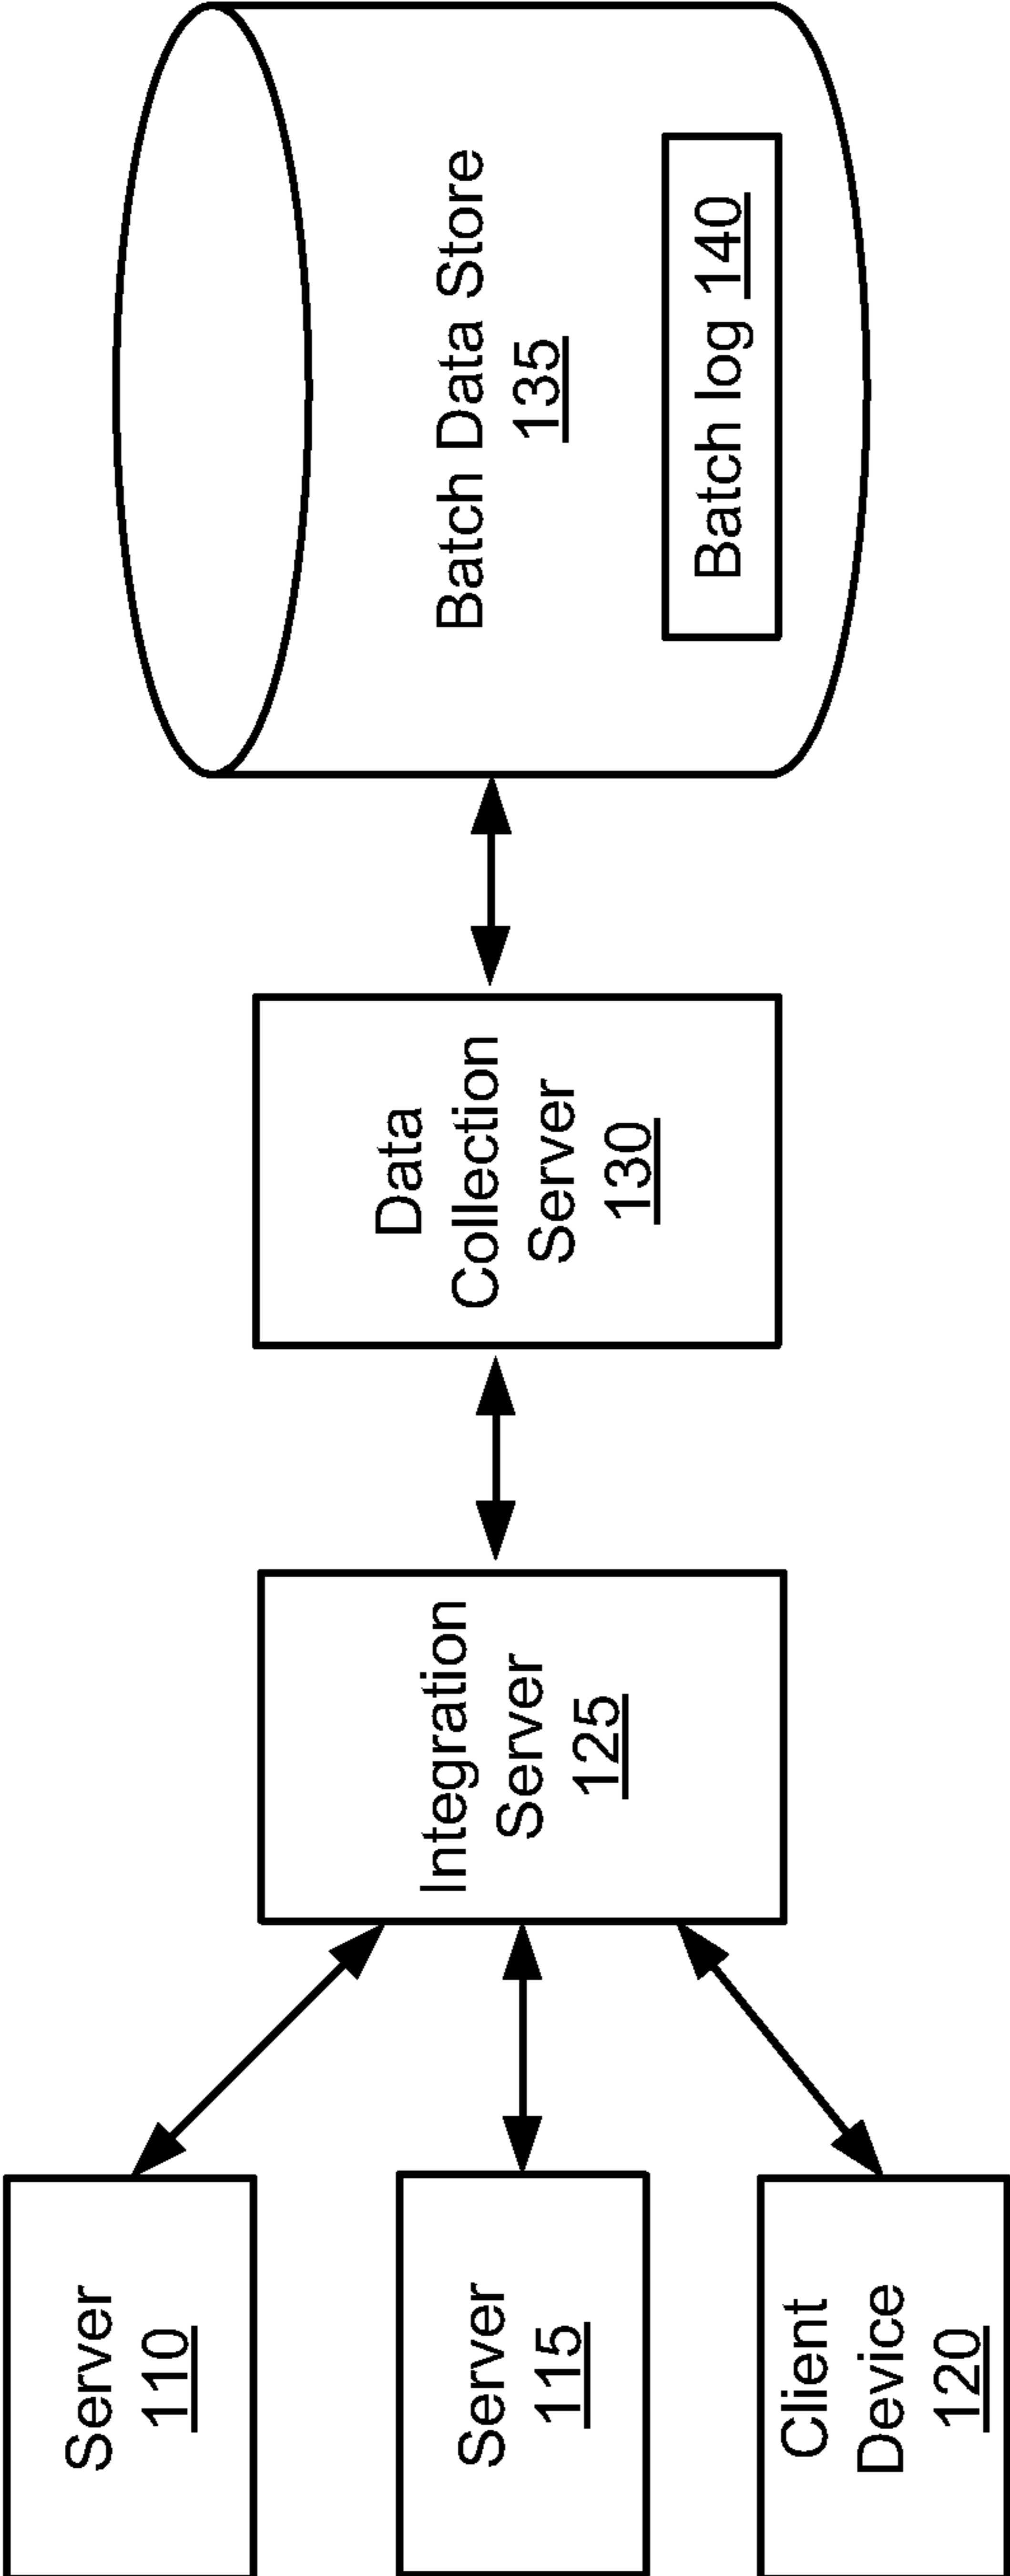 Server
110
Server
115
Client
Device
120
Integration
Server
125
Data
Collection
Server
130
Batch Data Store
135
Batch log 140